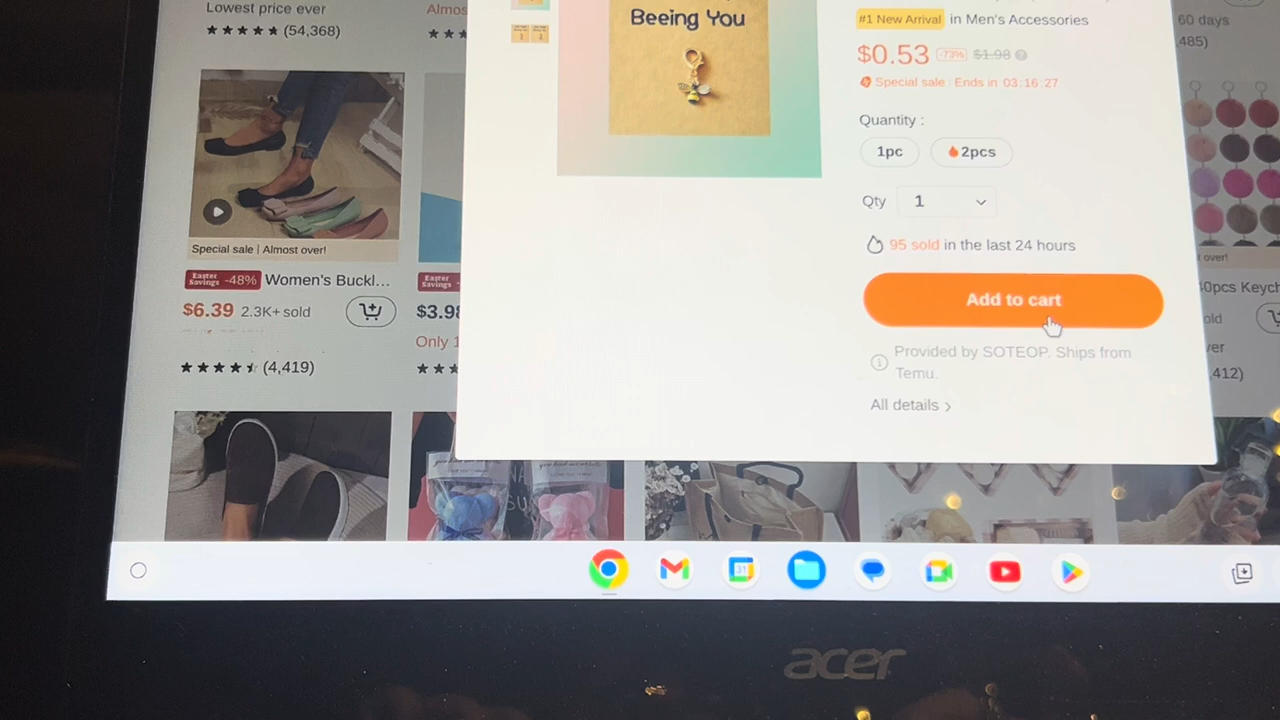 Lowest price ever
(54,368)
Almos
Special sale | Almost over!
Easter Savings -48% Women's Buckl...
$6.39 2.3K+sold
(4,419)
Easter Savings
$3.98
Only 1
Beeing You
#1 New Arrival in Men's Accessories
$0.53 -73% $1.98
Special sale Ends in 03:16:27
Quantity :
1pc
2pcs
Qty 1
95 sold in the last 24 hours
Add to cart
Provided by SOTEOP. Ships from
Temu.
All details >
60 days
,485)
over!
0pcs Keych
old
ver
,412)
31
acer